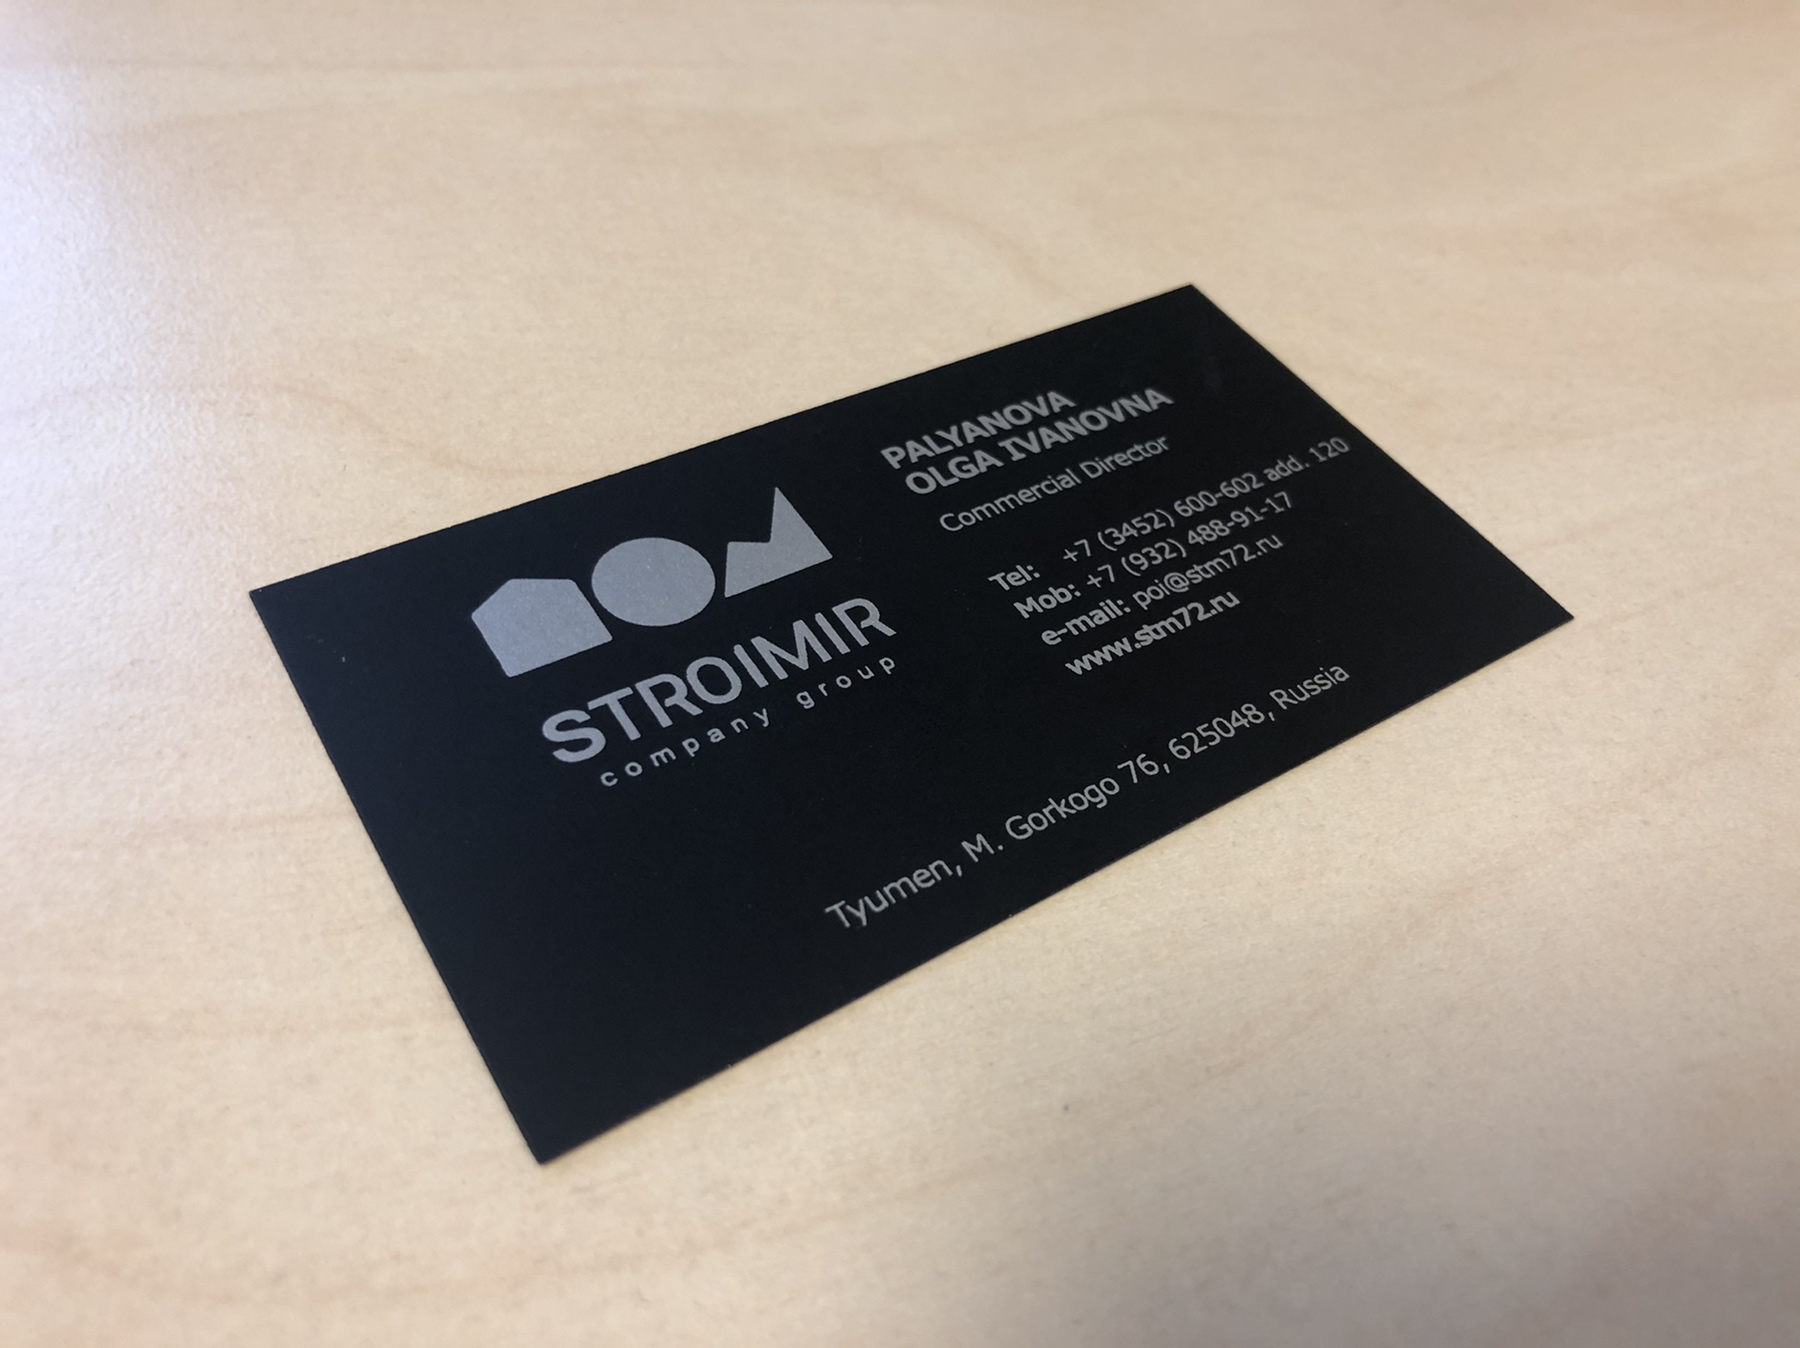 STROIMIR
company group
PALYANOVA
OLGA IVANOVNA
Commercial Director
Tel: +7 (3452) 600-602 add. 120
Mob: +7 (932) 488-91-17
e-mail: poi@stm72.ru
www.stm72.ru
Tyumen, M. Gorkogo 76, 625048, Russia